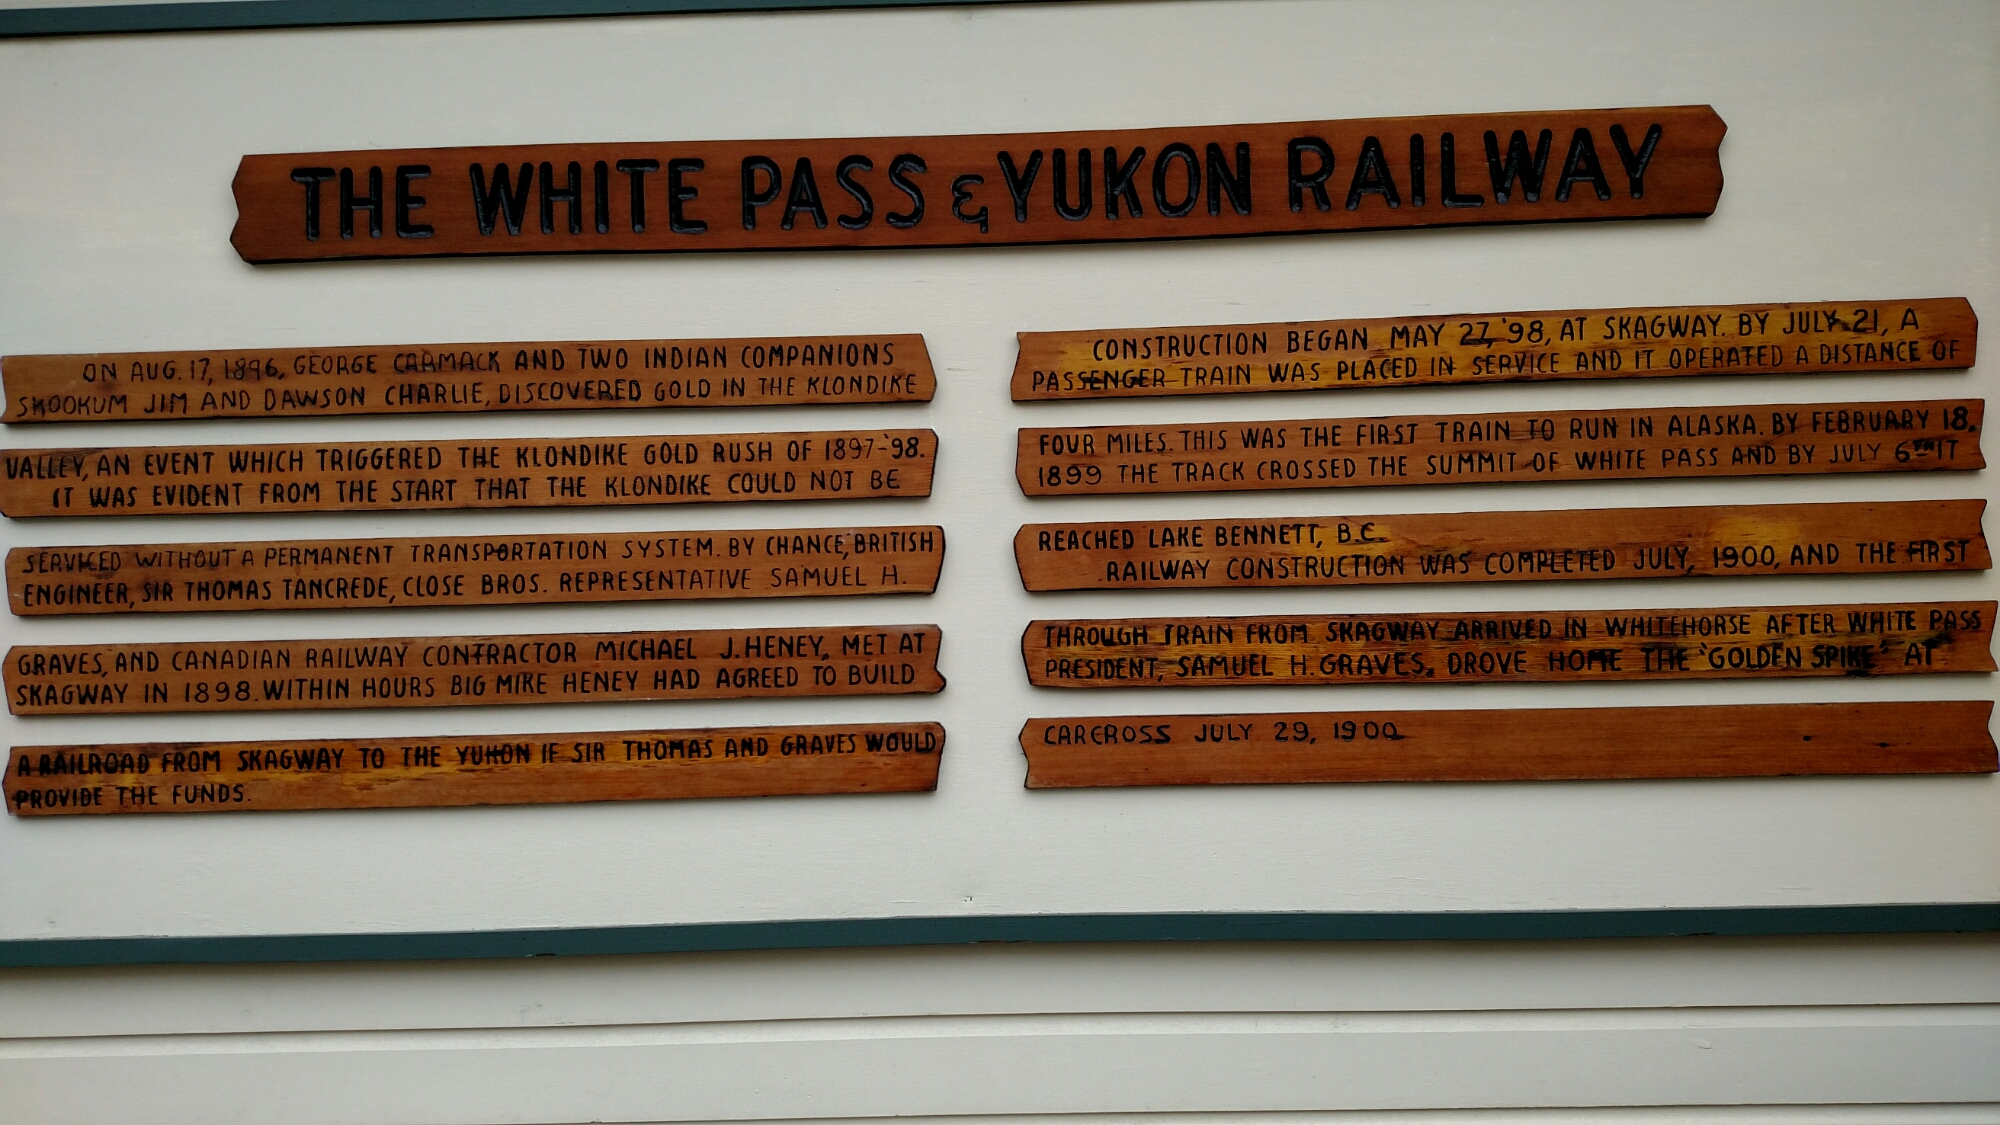 THE WHITE PASS & YUKON RAILWAY
ON AUG. 17, 1896, GEORGE CARMACK AND TWO INDIAN COMPANIONS
SKOOKUM JIM AND DAWSON CHARLIE, DISCOVERED GOLD IN THE KLONDIKE
VALLEY, AN EVENT WHICH TRIGGERED THE KLONDIKE GOLD RUSH OF 1897-'98.
IT WAS EVIDENT FROM THE START THAT THE KLONDIKE COULD NOT BE
SERVICED WITHOUT A PERMANENT TRANSPORTATION SYSTEM. BY CHANCE, BRITISH
ENGINEER, SIR THOMAS TANCREDE, CLOSE BROS. REPRESENTATIVE SAMUEL H.
GRAVES, AND CANADIAN RAILWAY CONTRACTOR MICHAEL J. HENEY, MET AT
SKAGWAY IN 1898. WITHIN HOURS BIG MIKE HENEY HAD AGREED TO BUILD
A RAILROAD FROM SKAGWAY TO THE YUKON IF SIR THOMAS AND GRAVES WOULD
PROVIDE THE FUNDS.
CONSTRUCTION BEGAN MAY 27, '98, AT SKAGWAY. BY JULY 21, A
PASSENGER TRAIN WAS PLACED IN SERVICE AND IT OPERATED A DISTANCE OF
FOUR MILES. THIS WAS THE FIRST TRAIN TO RUN IN ALASKA. BY FEBRUARY 18,
1899 THE TRACK CROSSED THE SUMMIT OF WHITE PASS AND BY JULY 6TH IT
REACHED LAKE BENNETT, B.C.
RAILWAY CONSTRUCTION WAS COMPLETED JULY, 1900, AND THE FIRST
THROUGH TRAIN FROM SKAGWAY ARRIVED IN WHITEHORSE AFTER WHITE PASS
PRESIDENT, SAMUEL H. GRAVES, DROVE HOME THE "GOLDEN SPIKE" AT
CARCROSS JULY 29, 1900